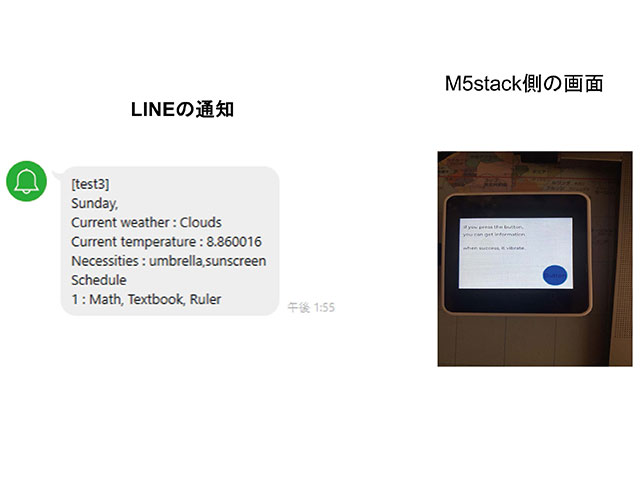 LINEの通知
M5stack側の画面
[test3]
Sunday,
Current weather : Clouds
Current temperature : 8.860016
Necessities : umbrella,sunscreen
Schedule
1 : Math, Textbook, Ruler
午後 1:55
if you press the button,
you can get information.
when success, it vibrate.
button